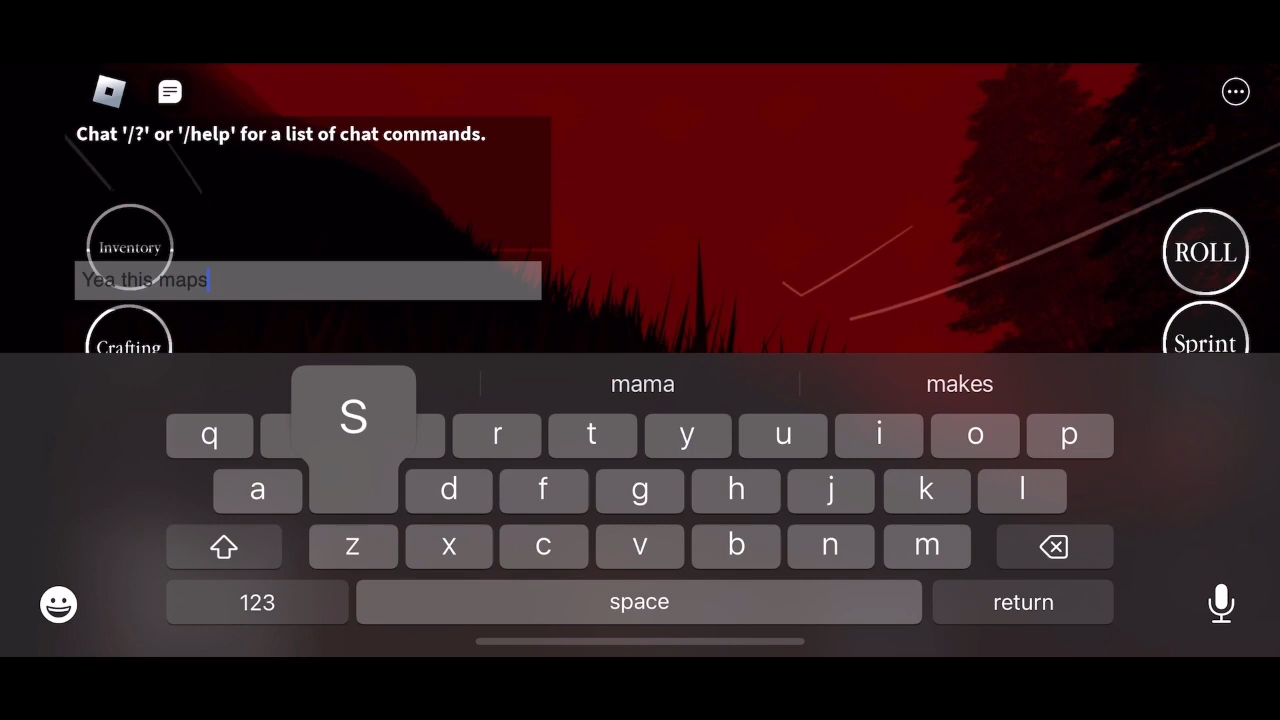 Chat '/?' or '/help' for a list of chat commands.
Inventory
Yea this maps
ROLL
Crafting
Sprint
mama
makes
S
q
r
t
y
u
i
o
p
a
d
f
g
h
j
k
l
z
x
c
v
b
n
m
123
space
return